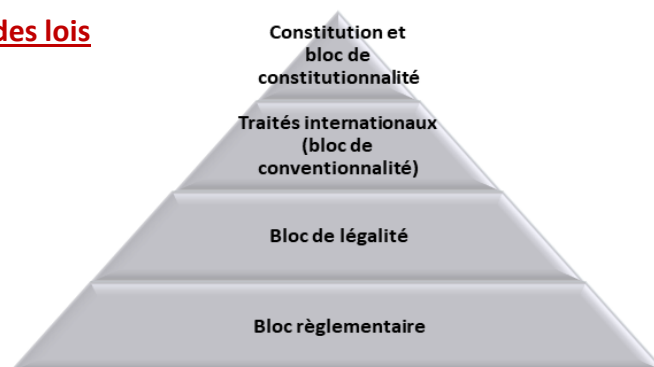 des lois
Constitution et
bloc de
constitutionnalité
Traités internationaux
(bloc de
conventionnalité)
Bloc de légalité
Bloc règlementaire